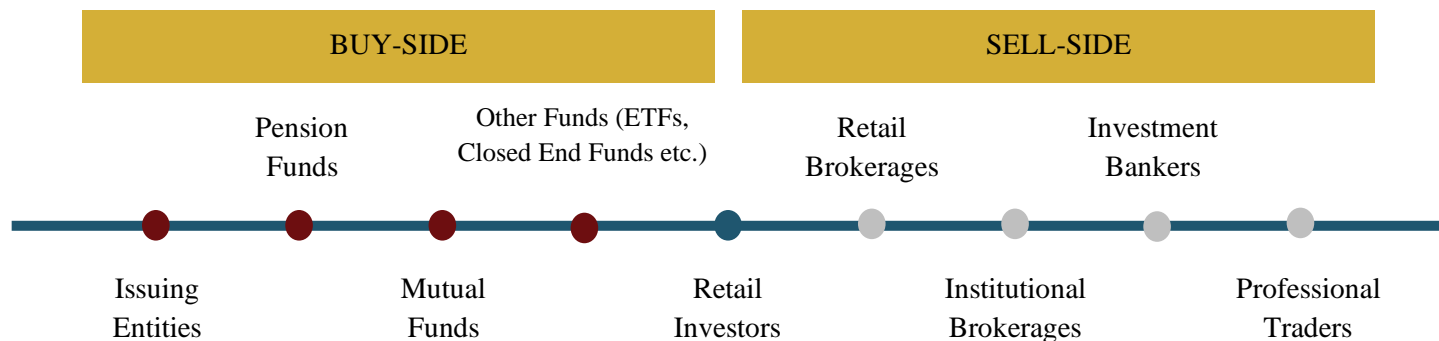 BUY-SIDE
SELL-SIDE
Pension
Funds
Other Funds (ETFs,
Closed End Funds etc.)
Retail
Brokerages
Investment
Bankers
Issuing
Entities
Mutual
Funds
Retail
Investors
Institutional
Brokerages
Professional
Traders